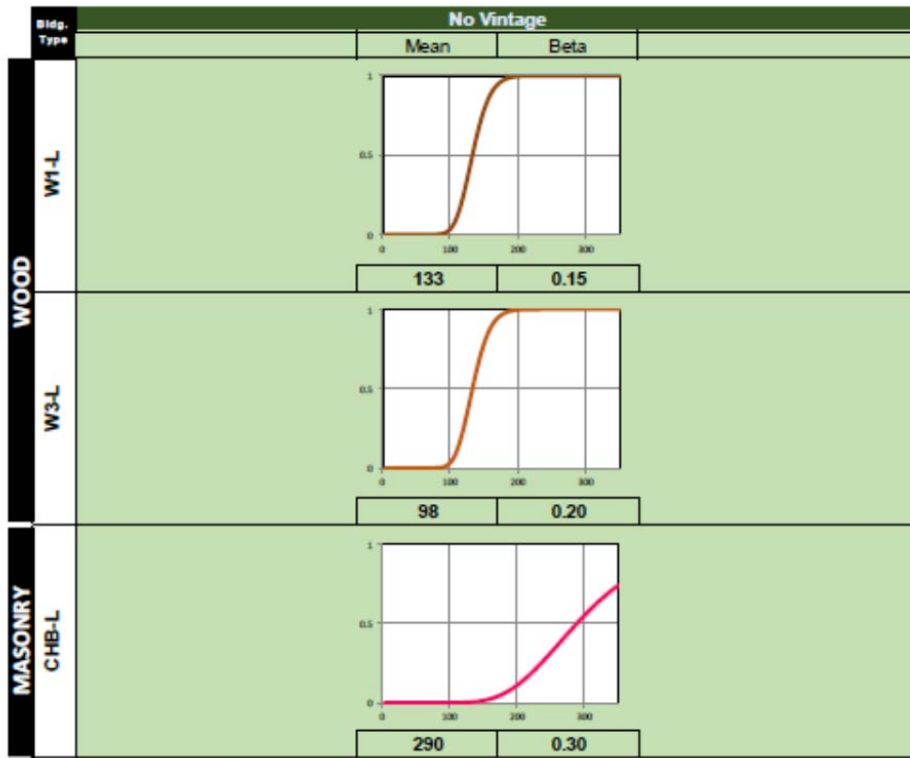 Bldg. Type
No Vintage
Mean Beta
WOOD
W1-L
1
0.5
0
0 100 200 300
133 0.15
W3-L
1
0.5
0
0 100 200 300
98 0.20
MASONRY
CHB-L
1
0.5
0
0 100 200 300
290 0.30